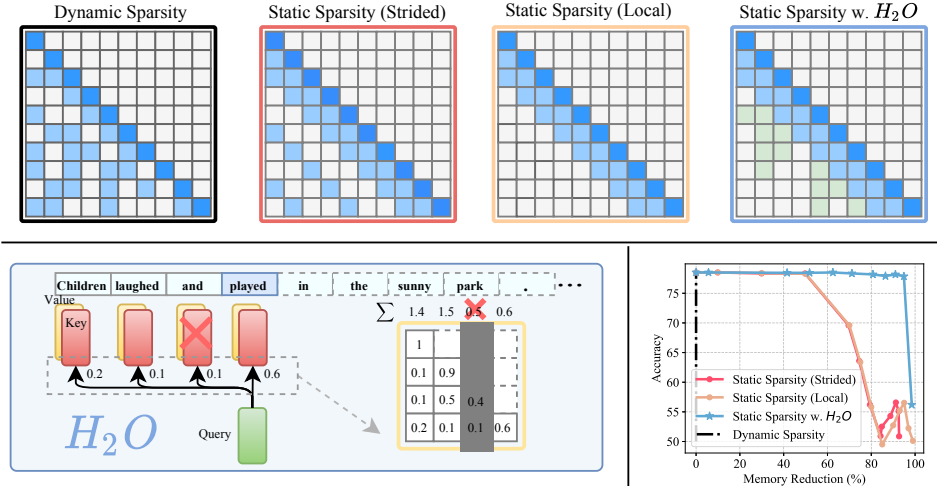 Dynamic Sparsity
Static Sparsity (Strided)
Static Sparsity (Local)
Static Sparsity w. H₂O
Children laughed and played in the sunny park . ...
Value
Key
∑ 1.4 1.5 0.5 0.6
0.2 0.1 0.1 0.6
1
0.1 0.9
0.1 0.5 0.4
0.2 0.1 0.1 0.6
H₂O
Query
Accuracy
75
70
65
60
55
50
Static Sparsity (Strided)
Static Sparsity (Local)
Static Sparsity w. H₂O
Dynamic Sparsity
0 20 40 60 80 100
Memory Reduction (%)